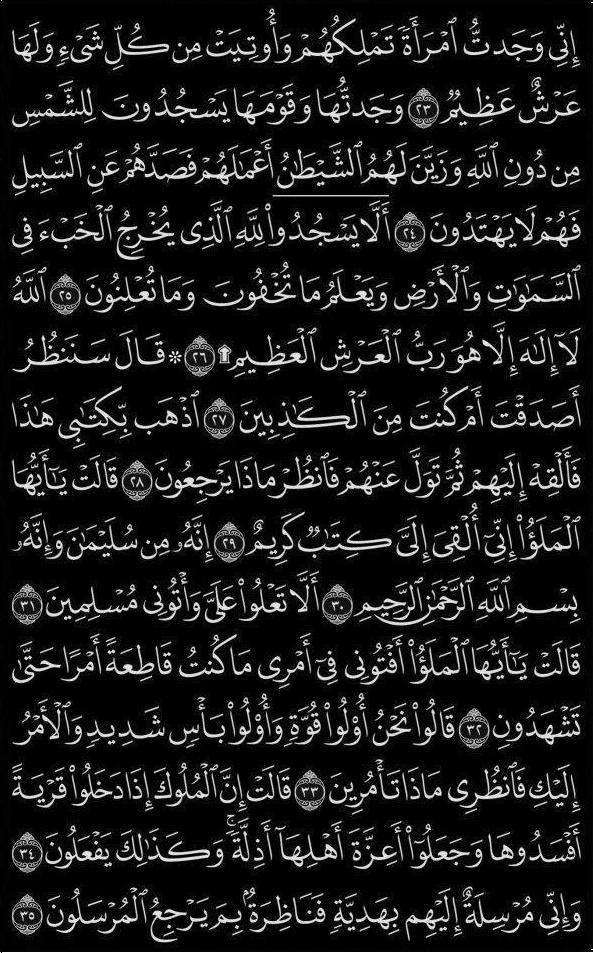 إِنِّي وَجَدتُّ ٱمۡرَأَةٗ تَمۡلِكُهُمۡ وَأُوتِيَتۡ مِن كُلِّ شَيۡءٖ وَلَهَا
عَرۡشٌ عَظِيمٞ ٢٣ وَجَدتُّهَا وَقَوۡمَهَا يَسۡجُدُونَ لِلشَّمۡسِ
مِن دُونِ ٱللَّهِ وَزَيَّنَ لَهُمُ ٱلشَّيۡطَٰنُ أَعۡمَٰلَهُمۡ فَصَدَّهُمۡ عَنِ ٱلسَّبِيلِ
فَهُمۡ لَا يَهۡتَدُونَ ٢٤ أَلَّا يَسۡجُدُواْ لِلَّهِ ٱلَّذِي يُخۡرِجُ ٱلۡخَبۡءَ فِي
ٱلسَّمَٰوَٰتِ وَٱلۡأَرۡضِ وَيَعۡلَمُ مَا تُخۡفُونَ وَمَا تُعۡلِنُونَ ٢٥ ٱللَّهُ
لَآ إِلَٰهَ إِلَّا هُوَ رَبُّ ٱلۡعَرۡشِ ٱلۡعَظِيمِ۩ ٢٦ ۞ قَالَ سَنَنظُرُ
أَصَدَقۡتَ أَمۡ كُنتَ مِنَ ٱلۡكَٰذِبِينَ ٢٧ ٱذۡهَب بِّكِتَٰبِي هَٰذَا
فَأَلۡقِهۡ إِلَيۡهِمۡ ثُمَّ تَوَلَّ عَنۡهُمۡ فَٱنظُرۡ مَاذَا يَرۡجِعُونَ ٢٨ قَالَتۡ يَٰٓأَيُّهَا
ٱلۡمَلَؤُاْ إِنِّيٓ أُلۡقِيَ إِلَيَّ كِتَٰبٞ كَرِيمٌ ٢٩ إِنَّهُۥ مِن سُلَيۡمَٰنَ وَإِنَّهُۥ
بِسۡمِ ٱللَّهِ ٱلرَّحۡمَٰنِ ٱلرَّحِيمِ ٣٠ أَلَّا تَعۡلُواْ عَلَيَّ وَأۡتُونِي مُسۡلِمِينَ ٣١
قَالَتۡ يَٰٓأَيُّهَا ٱلۡمَلَؤُاْ أَفۡتُونِي فِيٓ أَمۡرِي مَا كُنتُ قَاطِعَةً أَمۡرًا حَتَّىٰ
تَشۡهَدُونِ ٣٢ قَالُواْ نَحۡنُ أُوْلُواْ قُوَّةٖ وَأُوْلُواْ بَأۡسٖ شَدِيدٖ وَٱلۡأَمۡرُ
إِلَيۡكِ فَٱنظُرِي مَاذَا تَأۡمُرِينَ ٣٣ قَالَتۡ إِنَّ ٱلۡمُلُوكَ إِذَا دَخَلُواْ قَرۡيَةً
أَفۡسَدُوهَا وَجَعَلُوٓاْ أَعِزَّةَ أَهۡلِهَآ أَذِلَّةٗۚ وَكَذَٰلِكَ يَفۡعَلُونَ ٣٤
وَإِنِّي مُرۡسِلَةٌ إِلَيۡهِم بِهَدِيَّةٖ فَنَاظِرَةُۢ بِمَ يَرۡجِعُ ٱلۡمُرۡسَلُونَ ٣٥